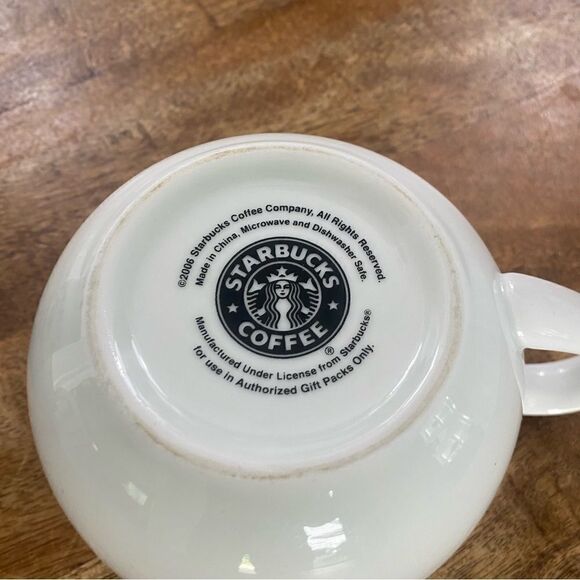 ©2006 Starbucks Coffee Company, All Rights Reserved.
Made in China, Microwave and Dishwasher Safe.
STARBUCKS
COFFEE
®
Manufactured Under License from Starbucks®
for use in Authorized Gift Packs Only.